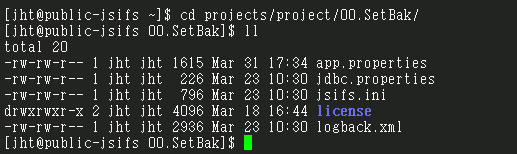 [jht@public-jsifs ~]$ cd projects/project/00.SetBak/
[jht@public-jsifs 00.SetBak]$ ll
total 20
-rw-rw-r-- 1 jht jht 1615 Mar 31 17:34 app.properties
-rw-rw-r-- 1 jht jht  226 Mar 23 10:30 jdbc.properties
-rw-rw-r-- 1 jht jht  796 Mar 23 10:30 jsifs.ini
drwxrwxr-x 2 jht jht 4096 Mar 18 16:44 license
-rw-rw-r-- 1 jht jht 2936 Mar 23 10:30 logback.xml
[jht@public-jsifs 00.SetBak]$